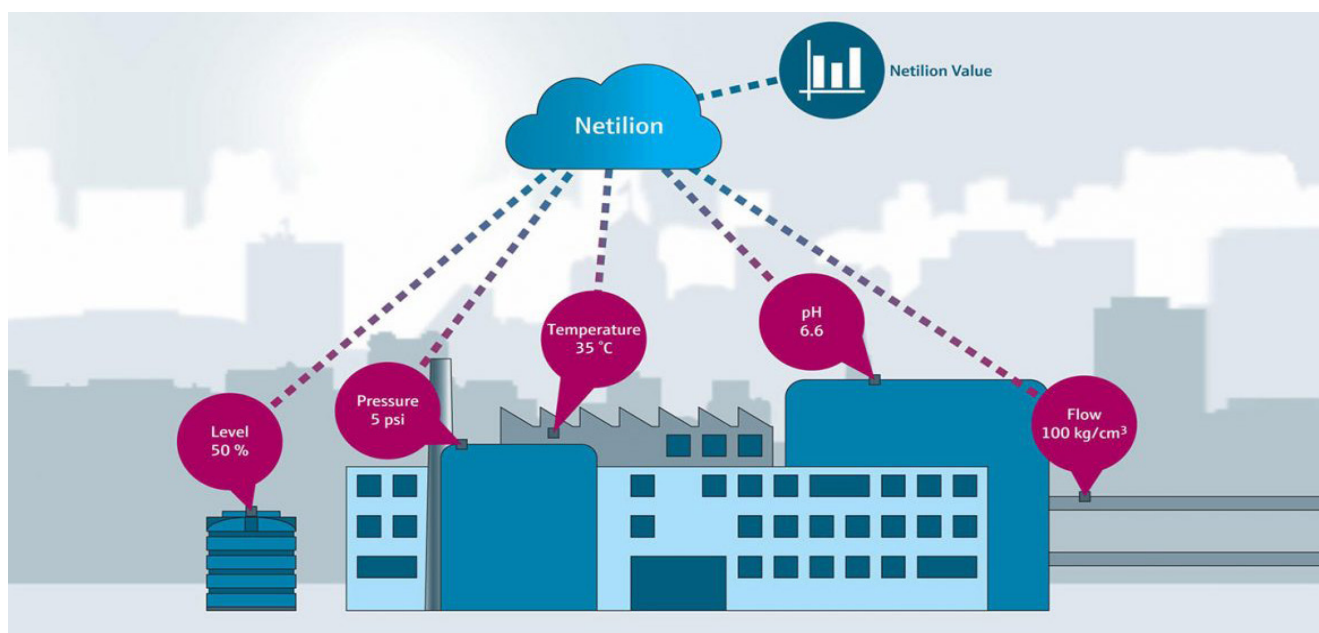 Netilion
Netilion Value
Temperature
35 °C
pH
6.6
Pressure
5 psi
Level
50 %
Flow
100 kg/cm³